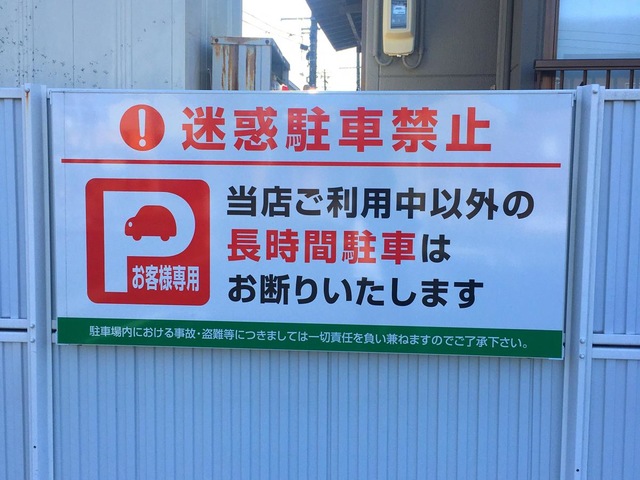 迷惑駐車禁止
当店ご利用中以外の
長時間駐車は
お断りいたします
P
お客様専用
駐車場内における事故・盗難等につきましては一切責任を負い兼ねますのでご了承下さい。